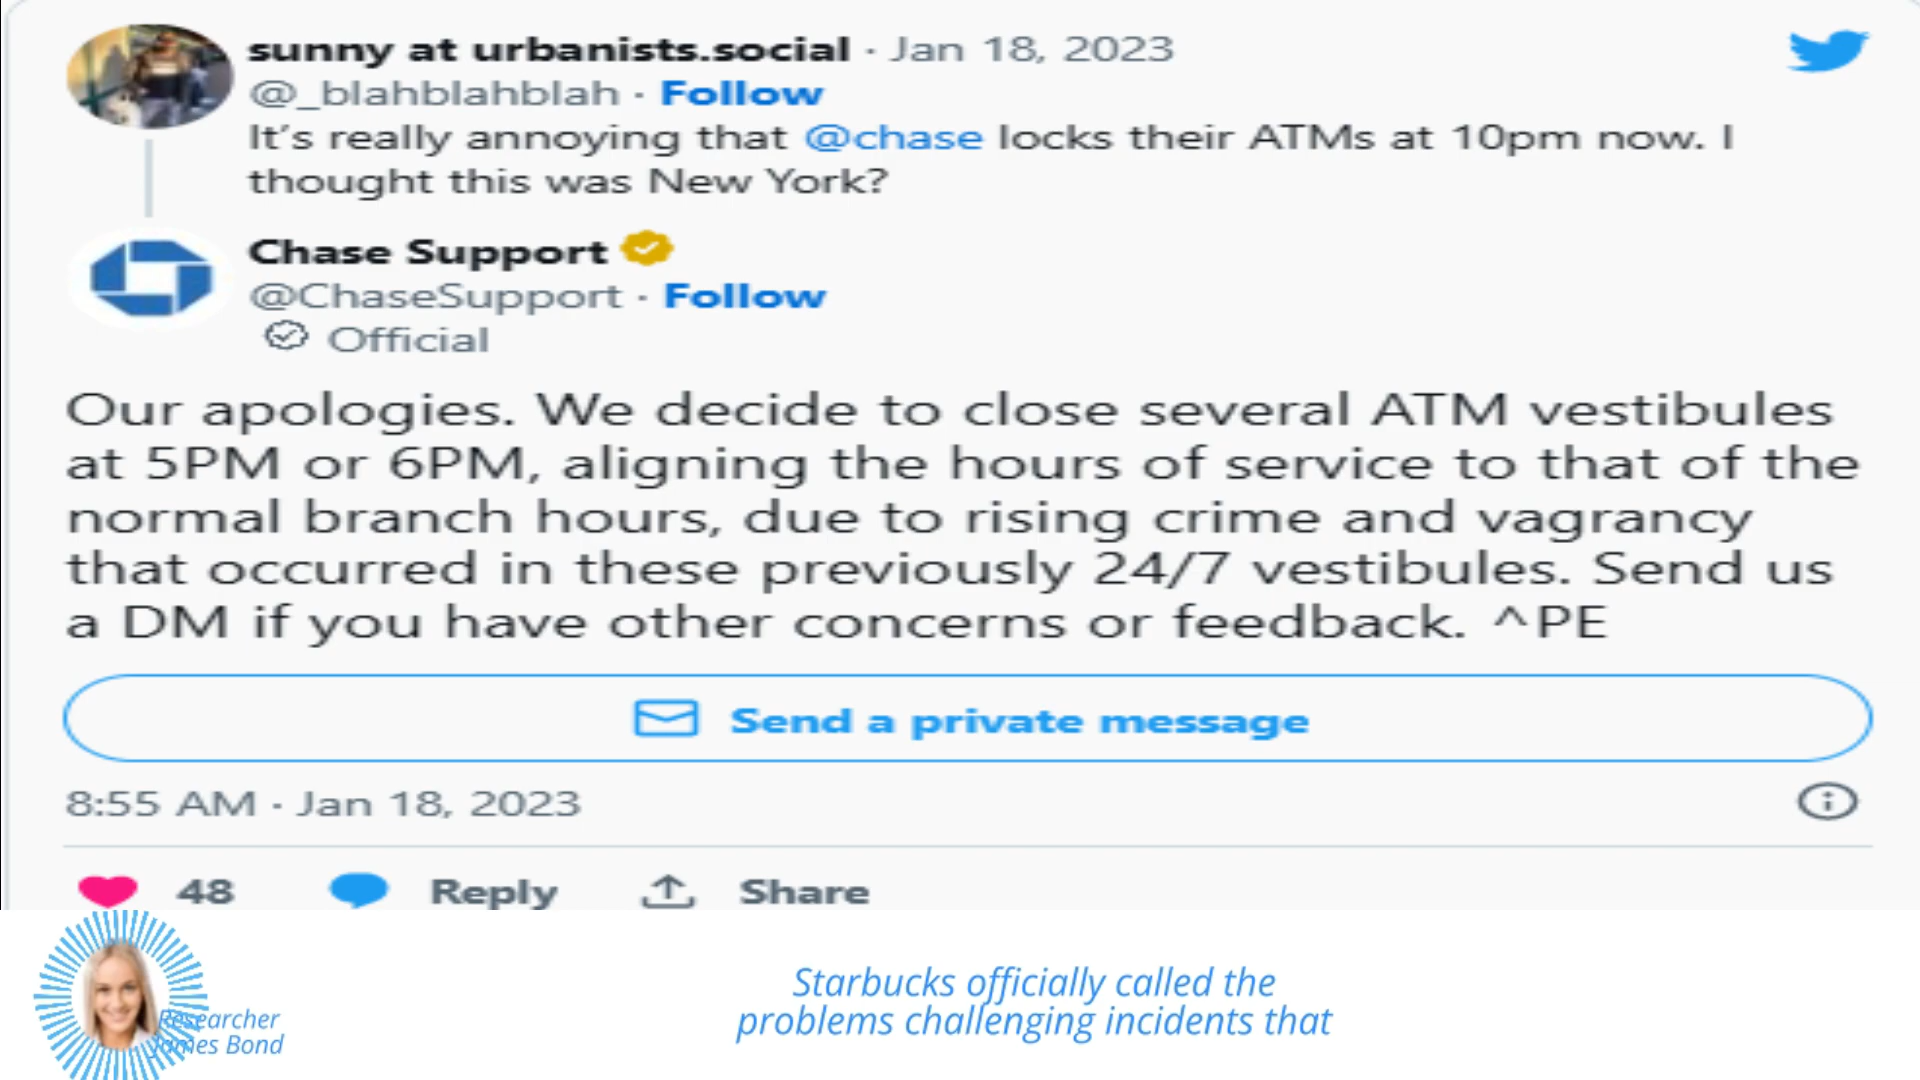 sunny at urbanists.social · Jan 18, 2023
@_blahblahblah · Follow
It’s really annoying that @chase locks their ATMs at 10pm now. I
thought this was New York?
Chase Support
@ChaseSupport · Follow
Official
Our apologies. We decide to close several ATM vestibules
at 5PM or 6PM, aligning the hours of service to that of the
normal branch hours, due to rising crime and vagrancy
that occurred in these previously 24/7 vestibules. Send us
a DM if you have other concerns or feedback. ^PE
Send a private message
8:55 AM · Jan 18, 2023
48 Reply Share
Researcher
James Bond
Starbucks officially called the
problems challenging incidents that